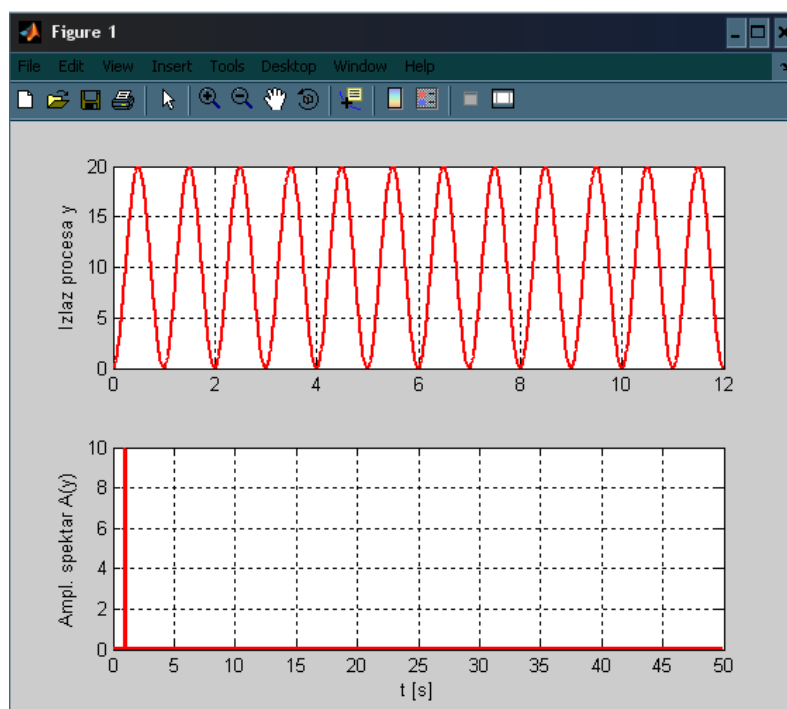 Figure 1
File Edit View Insert Tools Desktop Window Help
20
15
10
5
0
Izlaz procesa y
0 2 4 6 8 10 12
10
8
6
4
2
0
Ampl. spektar A(y)
0 5 10 15 20 25 30 35 40 45 50
t [s]